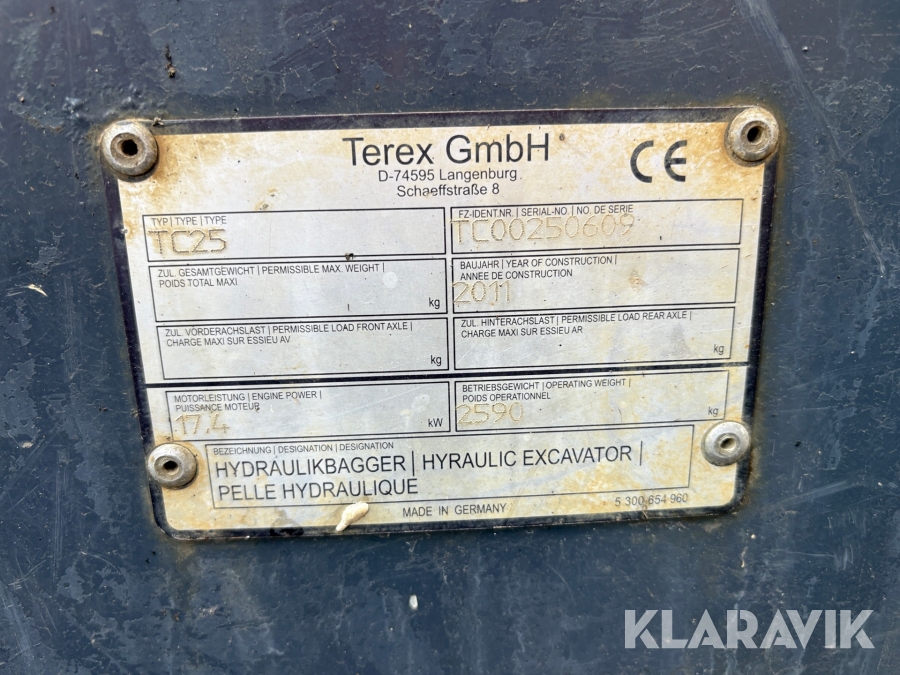 Terex GmbH
D-74595 Langenburg
Schaeffstraße 8
CE
TYP | TYPE | TYPE
TC25
FZ-IDENT.NR. | SERIAL-NO | NO. DE SERIE
TC00250609
ZUL. GESAMTGEWICHT | PERMISSIBLE MAX. WEIGHT |
POIDS TOTAL MAXI
kg
BAUJAHR | YEAR OF CONSTRUCTION |
ANNEE DE CONSTRUCTION
2011
ZUL. VORDERACHSLAST | PERMISSIBLE LOAD FRONT AXLE |
CHARGE MAXI SUR ESSIEU AV
kg
ZUL. HINTERACHSLAST | PERMISSIBLE LOAD REAR AXLE |
CHARGE MAXI SUR ESSIEU AR
kg
MOTORLEISTUNG | ENGINE POWER |
PUISSANCE MOTEUR
17,4 kW
BETRIEBSGEWICHT | OPERATING WEIGHT |
POIDS OPERATIONNEL
2590 kg
BEZEICHNUNG | DESIGNATION | DESIGNATION
HYDRAULIKBAGGER | HYRAULIC EXCAVATOR |
PELLE HYDRAULIQUE
MADE IN GERMANY
5 300 654 960
KLARAVIK